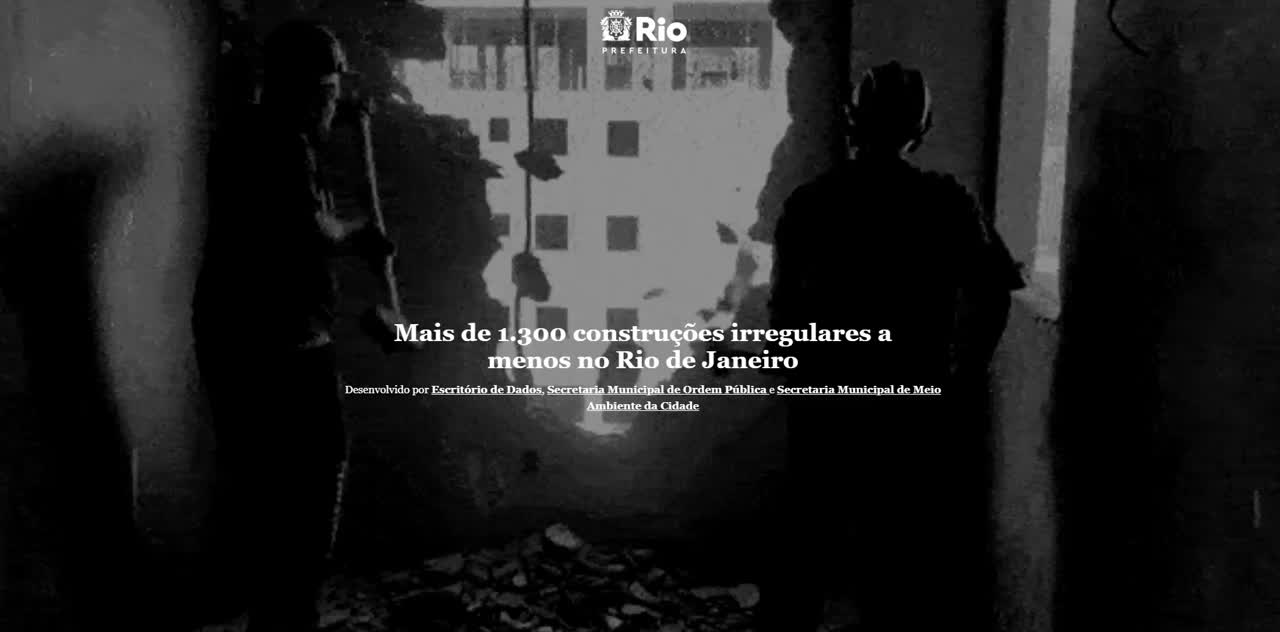 Rio
PREFEITURA
Mais de 1.300 construções irregulares a
menos no Rio de Janeiro
Desenvolvido por Escritório de Dados, Secretaria Municipal de Ordem Pública e Secretaria Municipal de Meio
Ambiente da Cidade